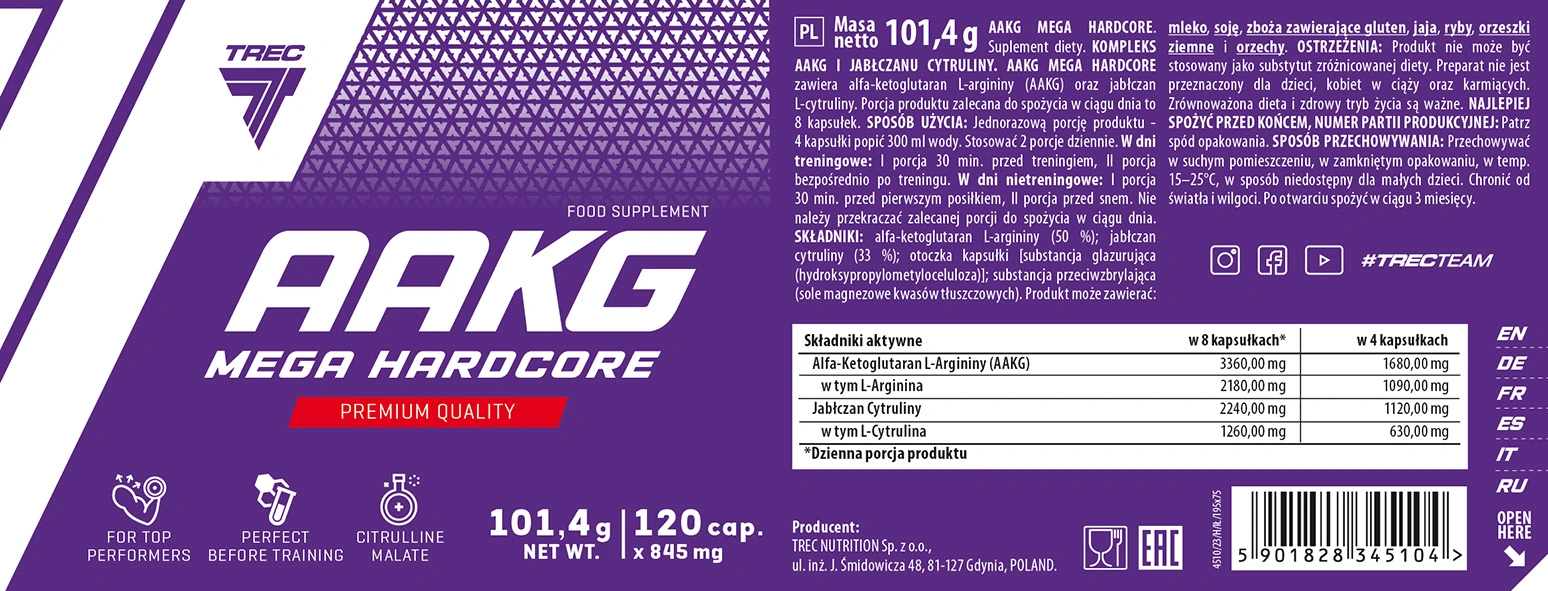 TREC
FOOD SUPPLEMENT
AAKG
MEGA HARDCORE
PREMIUM QUALITY
FOR TOP
PERFORMERS
PERFECT
BEFORE TRAINING
CITRULLINE
MALATE
101,4 g
NET WT.
120 cap.
x 845 mg
PL Masa netto 101,4 g AAKG MEGA HARDCORE.
Suplement diety. KOMPLEKS
AAKG I JABŁCZANU CYTRULINY. AAKG MEGA HARDCORE
zawiera alfa-ketoglutaran L-argininy (AAKG) oraz jabłczan
L-cytruliny. Porcja produktu zalecana do spożycia w ciągu dnia to
8 kapsułek. SPOSÓB UŻYCIA: Jednorazową porcję produktu -
4 kapsułki popić 300 ml wody. Stosować 2 porcje dziennie. W dni
treningowe: I porcja 30 min. przed treningiem, II porcja
bezpośrednio po treningu. W dni nietreningowe: I porcja
30 min. przed pierwszym posiłkiem, II porcja przed snem. Nie
należy przekraczać zalecanej porcji do spożycia w ciągu dnia.
SKŁADNIKI: alfa-ketoglutaran L-argininy (50 %); jabłczan
cytruliny (33 %); otoczka kapsułki [substancja glazurująca
(hydroksypropylometyloceluloza)]; substancja przeciwzbrylająca
(sole magnezowe kwasów tłuszczowych). Produkt może zawierać:
mleko, soję, zboża zawierające gluten, jaja, ryby, orzeszki
ziemne i orzechy. OSTRZEŻENIA: Produkt nie może być
stosowany jako substytut zróżnicowanej diety. Preparat nie jest
przeznaczony dla dzieci, kobiet w ciąży oraz karmiących.
Zrównoważona dieta i zdrowy tryb życia są ważne. NAJLEPIEJ
SPOŻYĆ PRZED KOŃCEM, NUMER PARTII PRODUKCYJNEJ: Patrz
spód opakowania. SPOSÓB PRZECHOWYWANIA: Przechowywać
w suchym pomieszczeniu, w zamkniętym opakowaniu, w temp.
15–25°C, w sposób niedostępny dla małych dzieci. Chronić od
światła i wilgoci. Po otwarciu spożyć w ciągu 3 miesięcy.
#TRECTEAM
Składniki aktywne w 8 kapsułkach* w 4 kapsułkach
Alfa-Ketoglutaran L-Argininy (AAKG) 3360,00 mg 1680,00 mg
w tym L-Arginina 2180,00 mg 1090,00 mg
Jabłczan Cytruliny 2240,00 mg 1120,00 mg
w tym L-Cytrulina 1260,00 mg 630,00 mg
*Dzienna porcja produktu
Producent:
TREC NUTRITION Sp. z o.o.,
ul. inż. J. Śmidowicza 48, 81-127 Gdynia, POLAND.
EAC
4510/23/H/Ik/195x75
5 901828 345104 >
EN
DE
FR
ES
IT
RU
OPEN
HERE